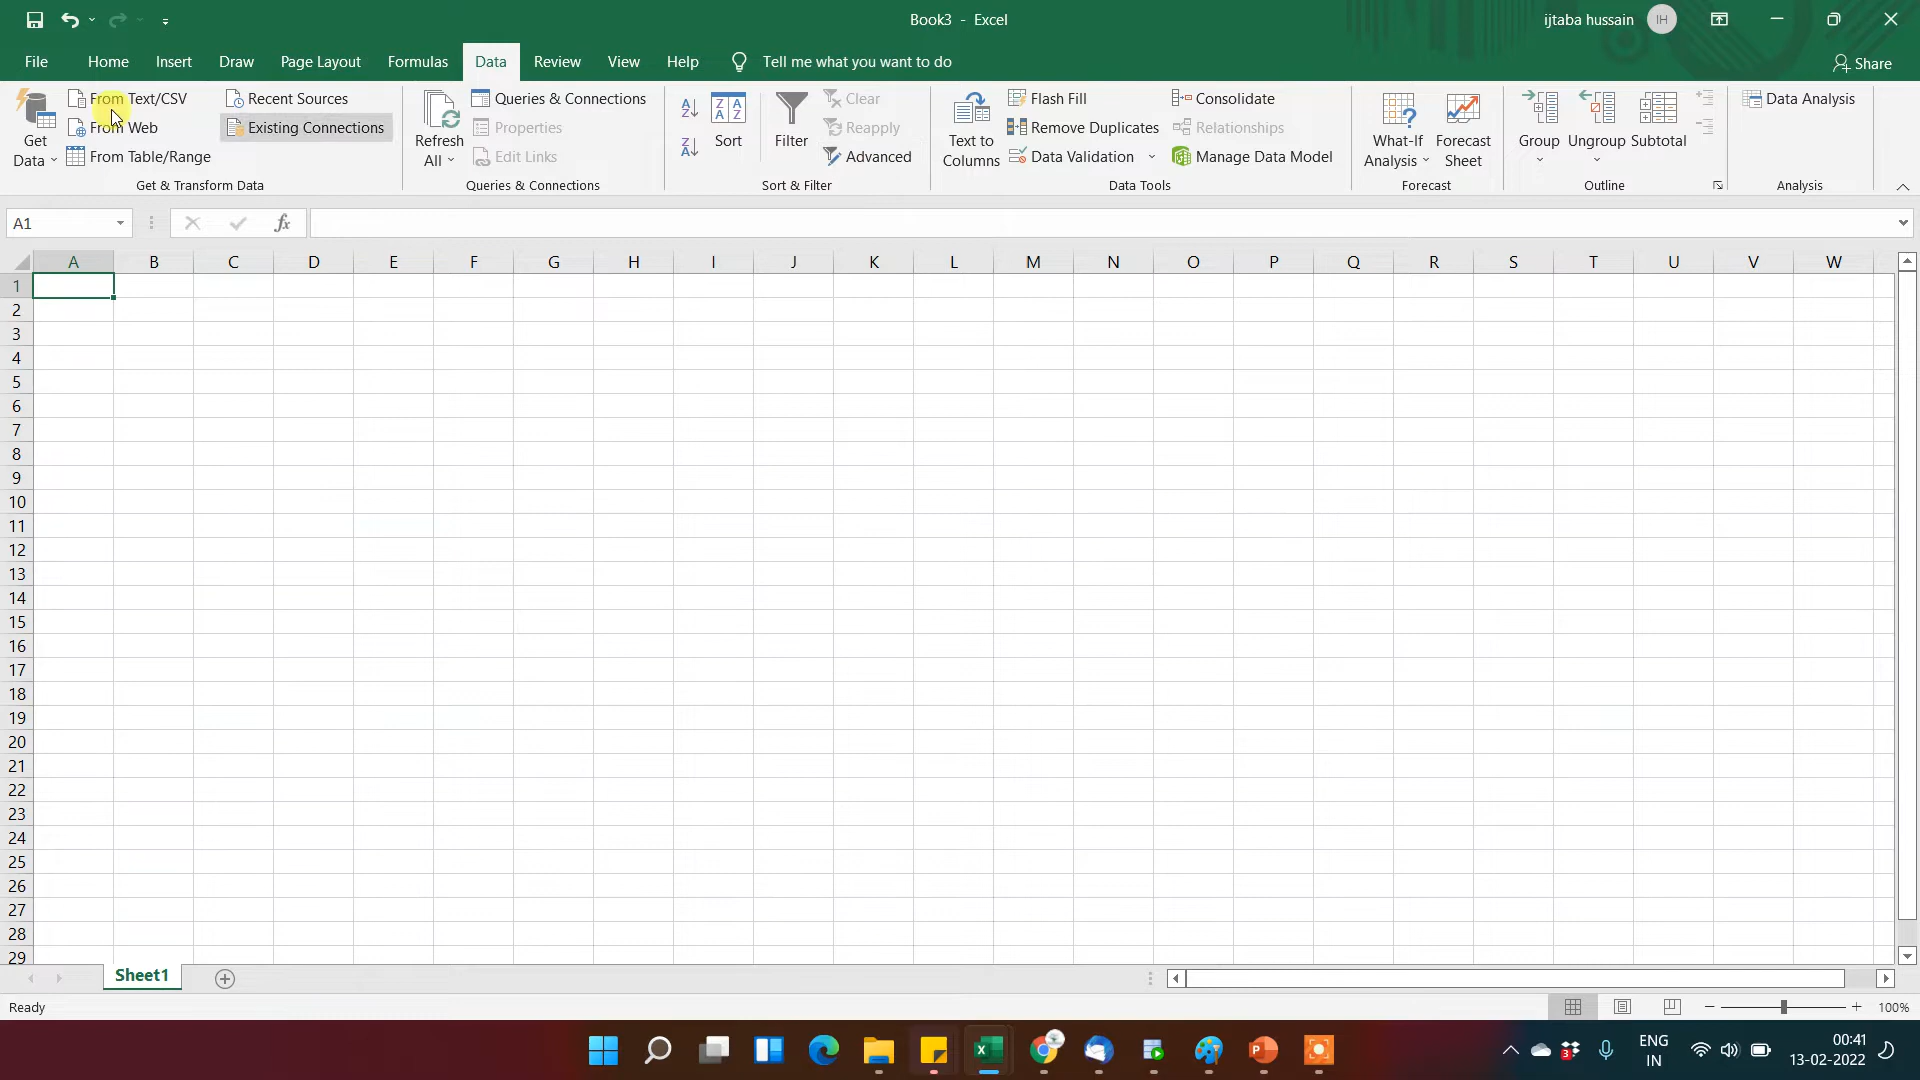 Book3 - Excel
ijtaba hussain
IH
File Home Insert Draw Page Layout Formulas Data Review View Help Tell me what you want to do
Share
Get Data
From Text/CSV
From Web
From Table/Range
Recent Sources
Existing Connections
Get & Transform Data
Refresh All
Queries & Connections
Properties
Edit Links
Queries & Connections
Sort
Filter
Clear
Reapply
Advanced
Sort & Filter
Text to Columns
Flash Fill
Remove Duplicates
Data Validation
Consolidate
Relationships
Manage Data Model
Data Tools
What-If Analysis
Forecast Sheet
Forecast
Group
Ungroup
Subtotal
Outline
Data Analysis
Analysis
A1
fx
A B C D E F G H I J K L M N O P Q R S T U V W
1
2
3
4
5
6
7
8
9
10
11
12
13
14
15
16
17
18
19
20
21
22
23
24
25
26
27
28
29
Sheet1
Ready
100%
3
ENG
IN
00:41
13-02-2022